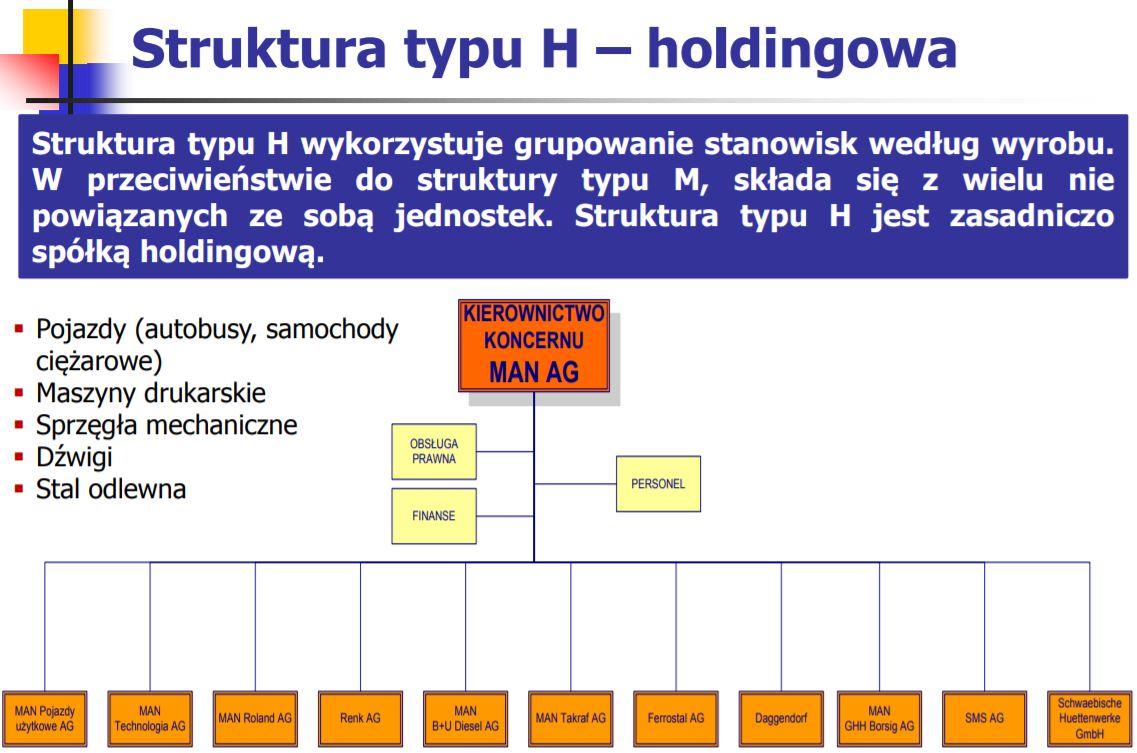 Struktura typu H – holdingowa
Struktura typu H wykorzystuje grupowanie stanowisk według wyrobu.
W przeciwieństwie do struktury typu M, składa się z wielu nie
powiązanych ze sobą jednostek. Struktura typu H jest zasadniczo
spółką holdingową.
▪ Pojazdy (autobusy, samochody
ciężarowe)
▪ Maszyny drukarskie
▪ Sprzęgła mechaniczne
▪ Dźwigi
▪ Stal odlewna
KIEROWNICTWO
KONCERNU
MAN AG
OBSŁUGA
PRAWNA
PERSONEL
FINANSE
MAN Pojazdy
użytkowe AG
MAN
Technologia AG
MAN Roland AG
Renk AG
MAN
B+U Diesel AG
MAN Takraf AG
Ferrostal AG
Daggendorf
MAN
GHH Borsig AG
SMS AG
Schwaebische
Huettenwerke
GmbH